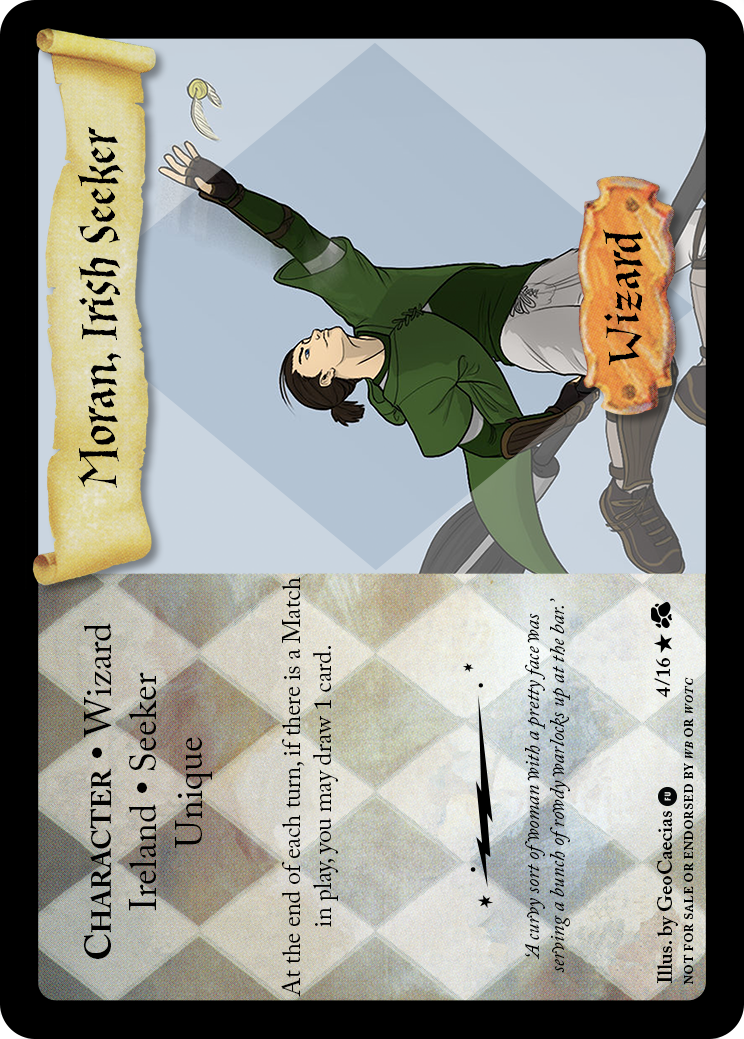 Moran, Irish Seeker
Wizard
CHARACTER • Wizard
Ireland • Seeker
Unique
At the end of each turn, if there is a Match
in play, you may draw 1 card.
'A curvy sort of woman with a pretty face was
serving a bunch of rowdy warlocks up at the bar.'
Illus. by GeoCaecias FU 4/16 ★
NOT FOR SALE OR ENDORSED BY WB OR WOTC